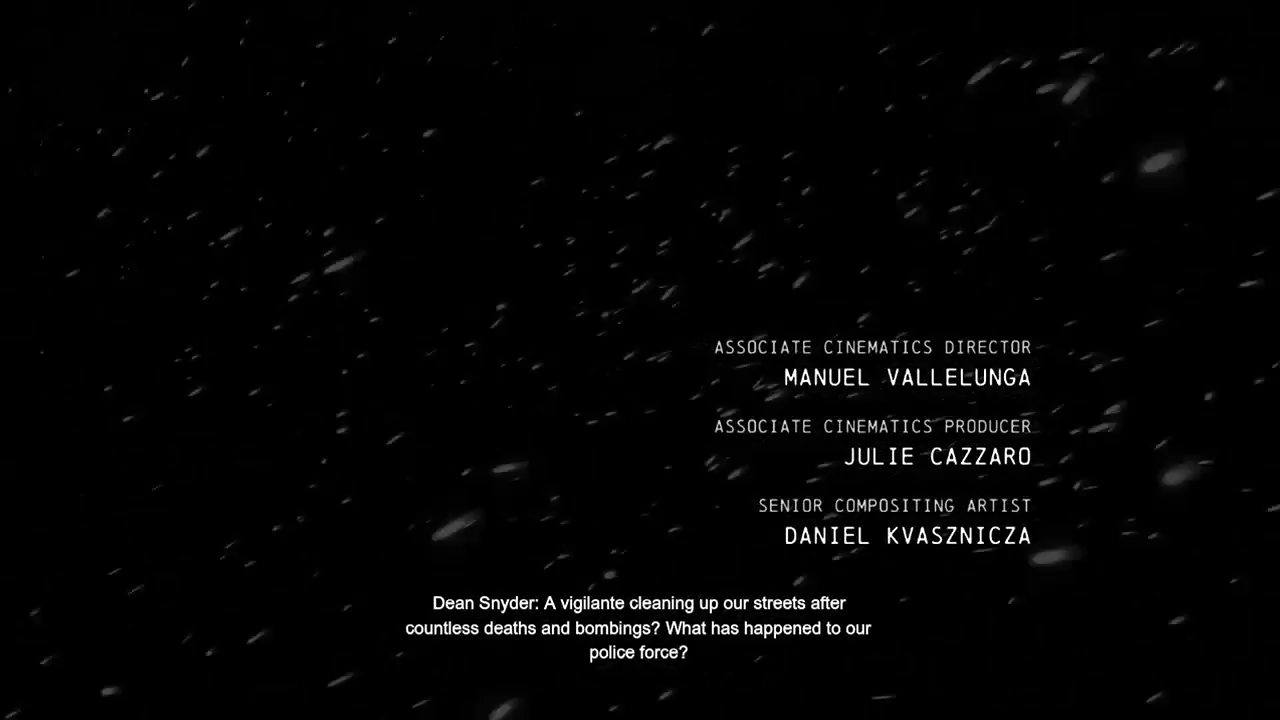 ASSOCIATE CINEMATICS DIRECTOR
MANUEL VALLELUNGA
ASSOCIATE CINEMATICS PRODUCER
JULIE CAZZARO
SENIOR COMPOSITING ARTIST
DANIEL KVASZNICZA
Dean Snyder: A vigilante cleaning up our streets after
countless deaths and bombings? What has happened to our
police force?